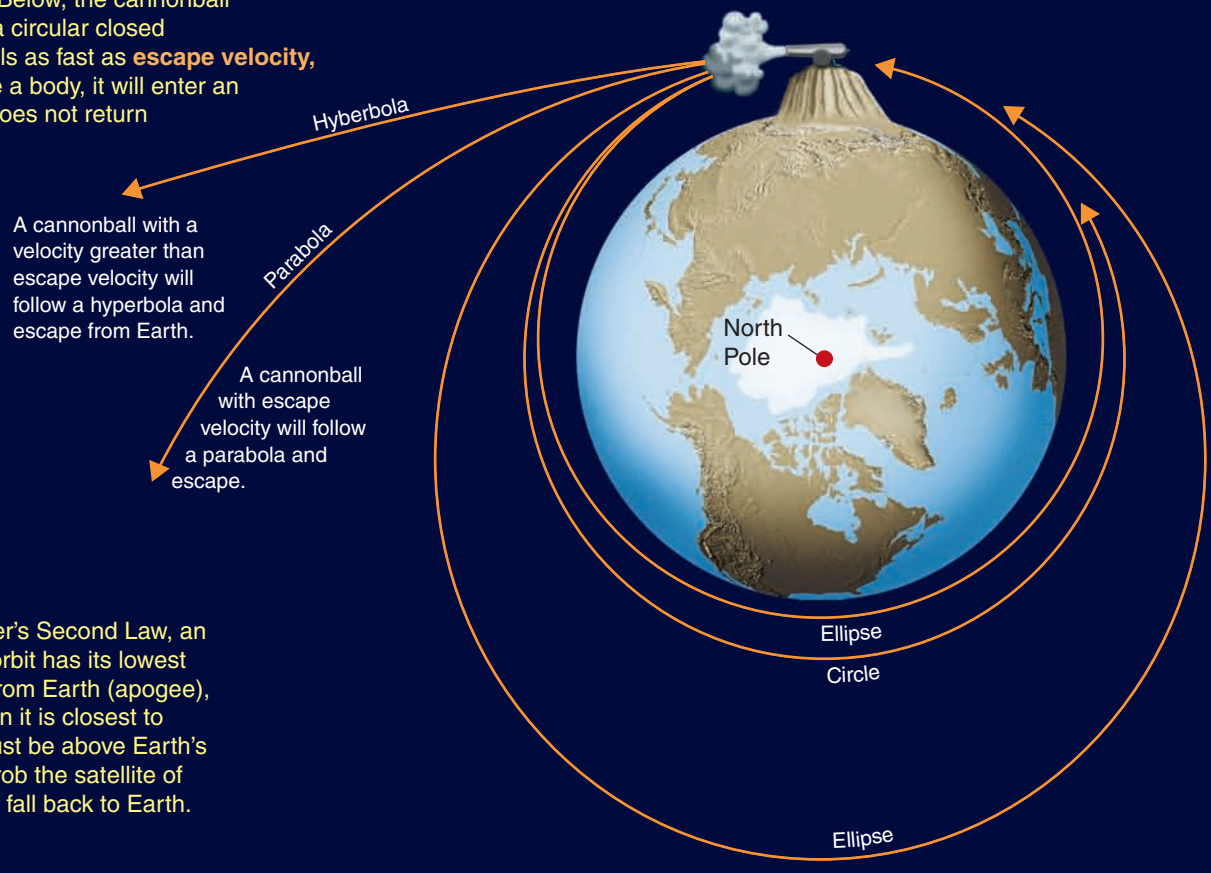 Below, the cannonball
a circular closed
ls as fast as escape velocity,
e a body, it will enter an
oes not return
Hyberbola
A cannonball with a
velocity greater than
escape velocity will
follow a hyperbola and
escape from Earth.
Parabola
A cannonball
with escape
velocity will follow
a parabola and
escape.
North
Pole
Ellipse
Circle
Ellipse
er's Second Law, an
orbit has its lowest
rom Earth (apogee),
n it is closest to
ust be above Earth's
rob the satellite of
fall back to Earth.